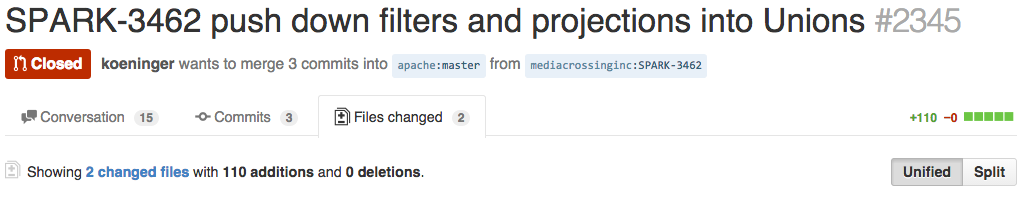 SPARK-3462 push down filters and projections into Unions #2345
Closed koeninger wants to merge 3 commits into apache:master from mediacrossinginc:SPARK-3462
Conversation 15 Commits 3 Files changed 2 +110 −0
Showing 2 changed files with 110 additions and 0 deletions. Unified Split